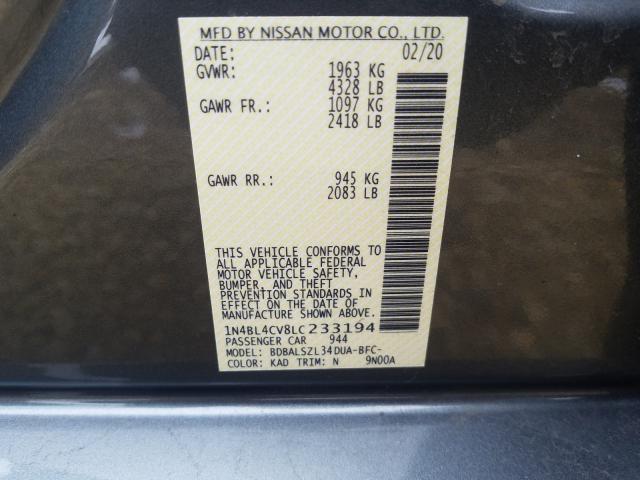 MFD BY NISSAN MOTOR CO., LTD.
DATE: 02/20
GVWR: 1963 KG
4328 LB
GAWR FR.: 1097 KG
2418 LB
GAWR RR.: 945 KG
2083 LB
THIS VEHICLE CONFORMS TO
ALL APPLICABLE FEDERAL
MOTOR VEHICLE SAFETY,
BUMPER, AND THEFT
PREVENTION STANDARDS IN
EFFECT ON THE DATE OF
MANUFACTURE SHOWN ABOVE.
1N4BL4CV8LC233194
PASSENGER CAR 944
MODEL: BDBALSZL34DUA-BFC-
COLOR: KAD TRIM: N 9N00A